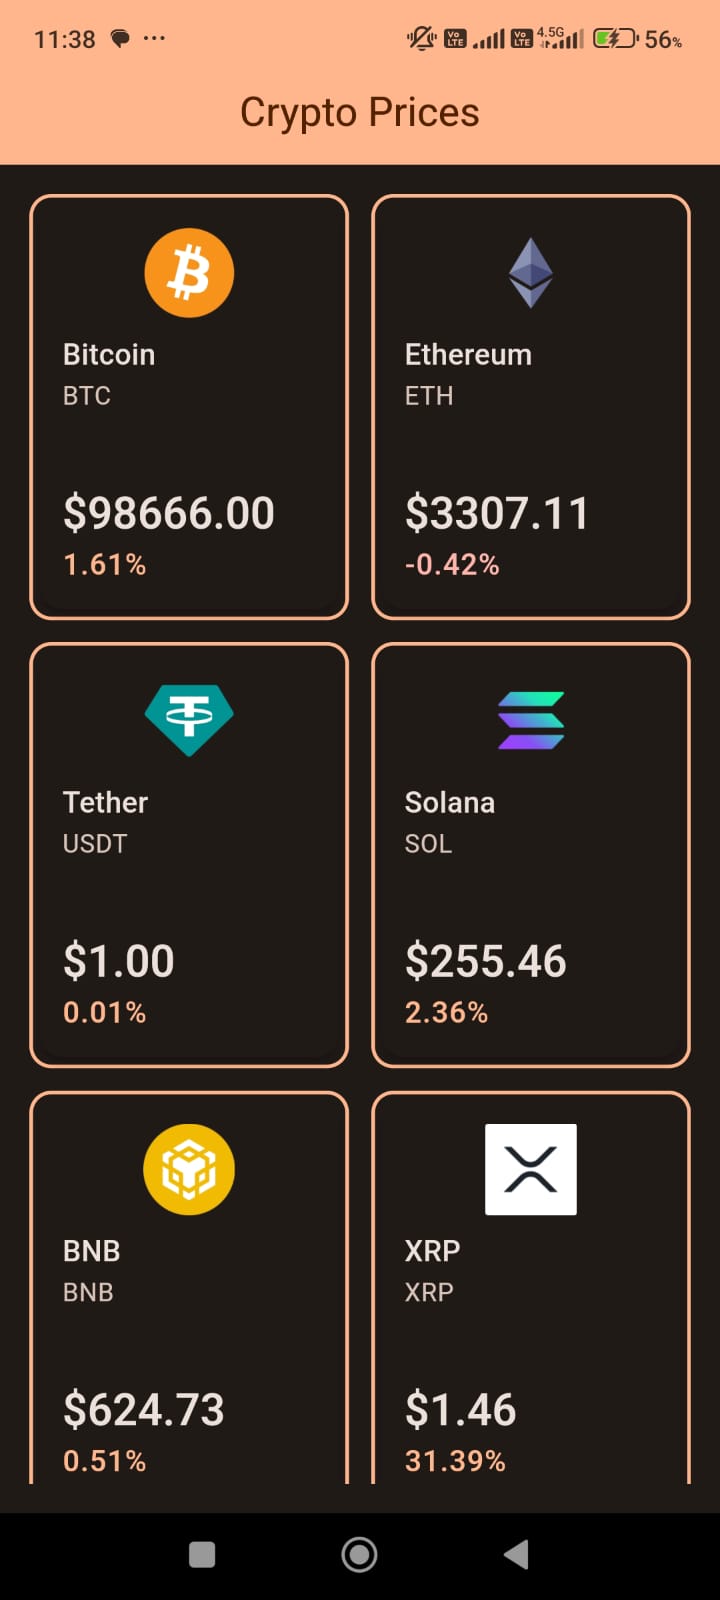 11:38
Vo LTE Vo LTE 4.5G 56%
Crypto Prices
Bitcoin
BTC
$98666.00
1.61%
Ethereum
ETH
$3307.11
-0.42%
Tether
USDT
$1.00
0.01%
Solana
SOL
$255.46
2.36%
BNB
BNB
$624.73
0.51%
XRP
XRP
$1.46
31.39%